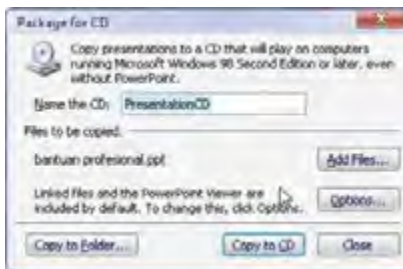 Package for CD
Copy presentations to a CD that will play on computers
running Microsoft Windows 98 Second Edition or later, even
without PowerPoint.
Name the CD: PresentationCD
Files to be copied:
bantuan profesional.ppt
Add Files...
Linked files and the PowerPoint Viewer are
included by default. To change this, click Options.
Options...
Copy to Folder...
Copy to CD
Close